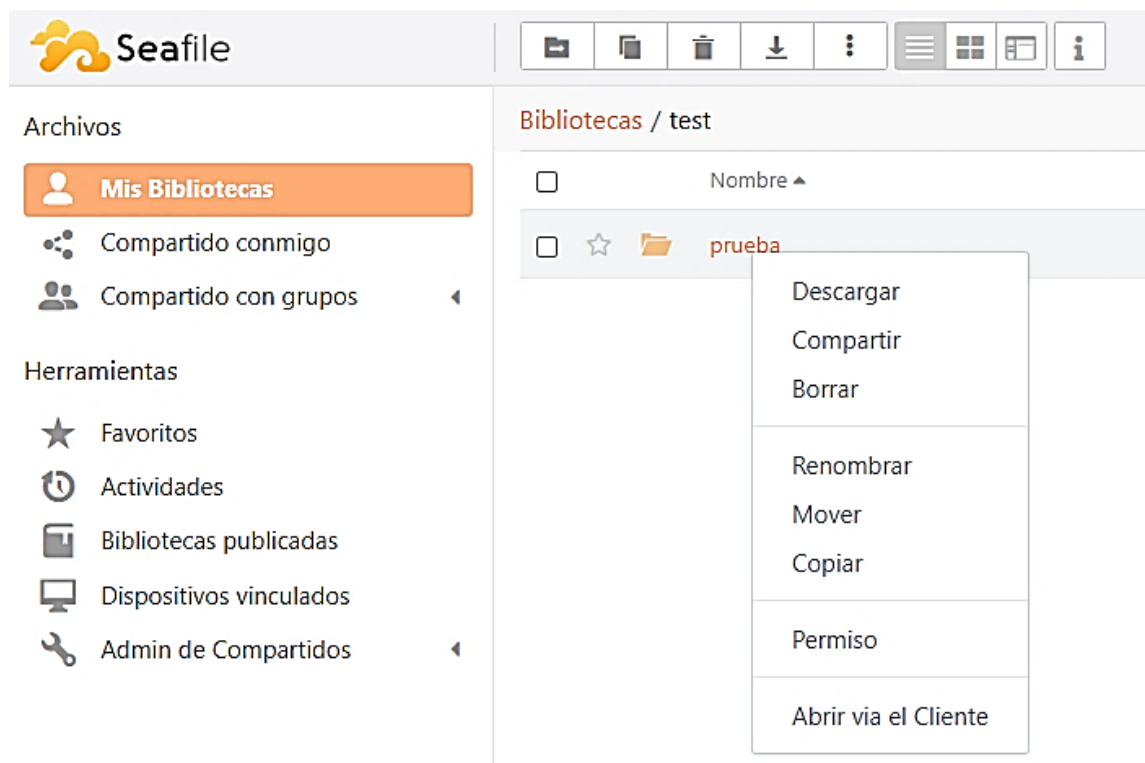 Seafile
Archivos
Mis Bibliotecas
Compartido conmigo
Compartido con grupos
Herramientas
Favoritos
Actividades
Bibliotecas publicadas
Dispositivos vinculados
Admin de Compartidos
Bibliotecas / test
Nombre
prueba
Descargar
Compartir
Borrar
Renombrar
Mover
Copiar
Permiso
Abrir via el Cliente